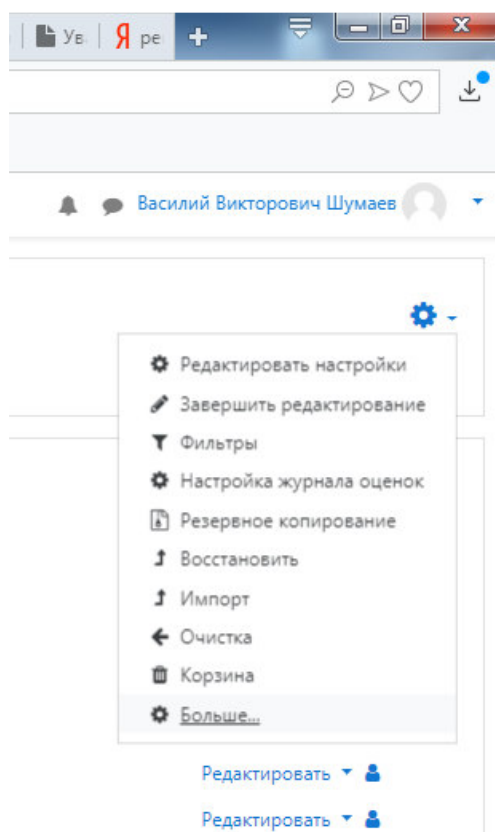 Ув
Я ре
Василий Викторович Шумаев
Редактировать настройки
Завершить редактирование
Фильтры
Настройка журнала оценок
Резервное копирование
Восстановить
Импорт
Очистка
Корзина
Больше...
Редактировать
Редактировать